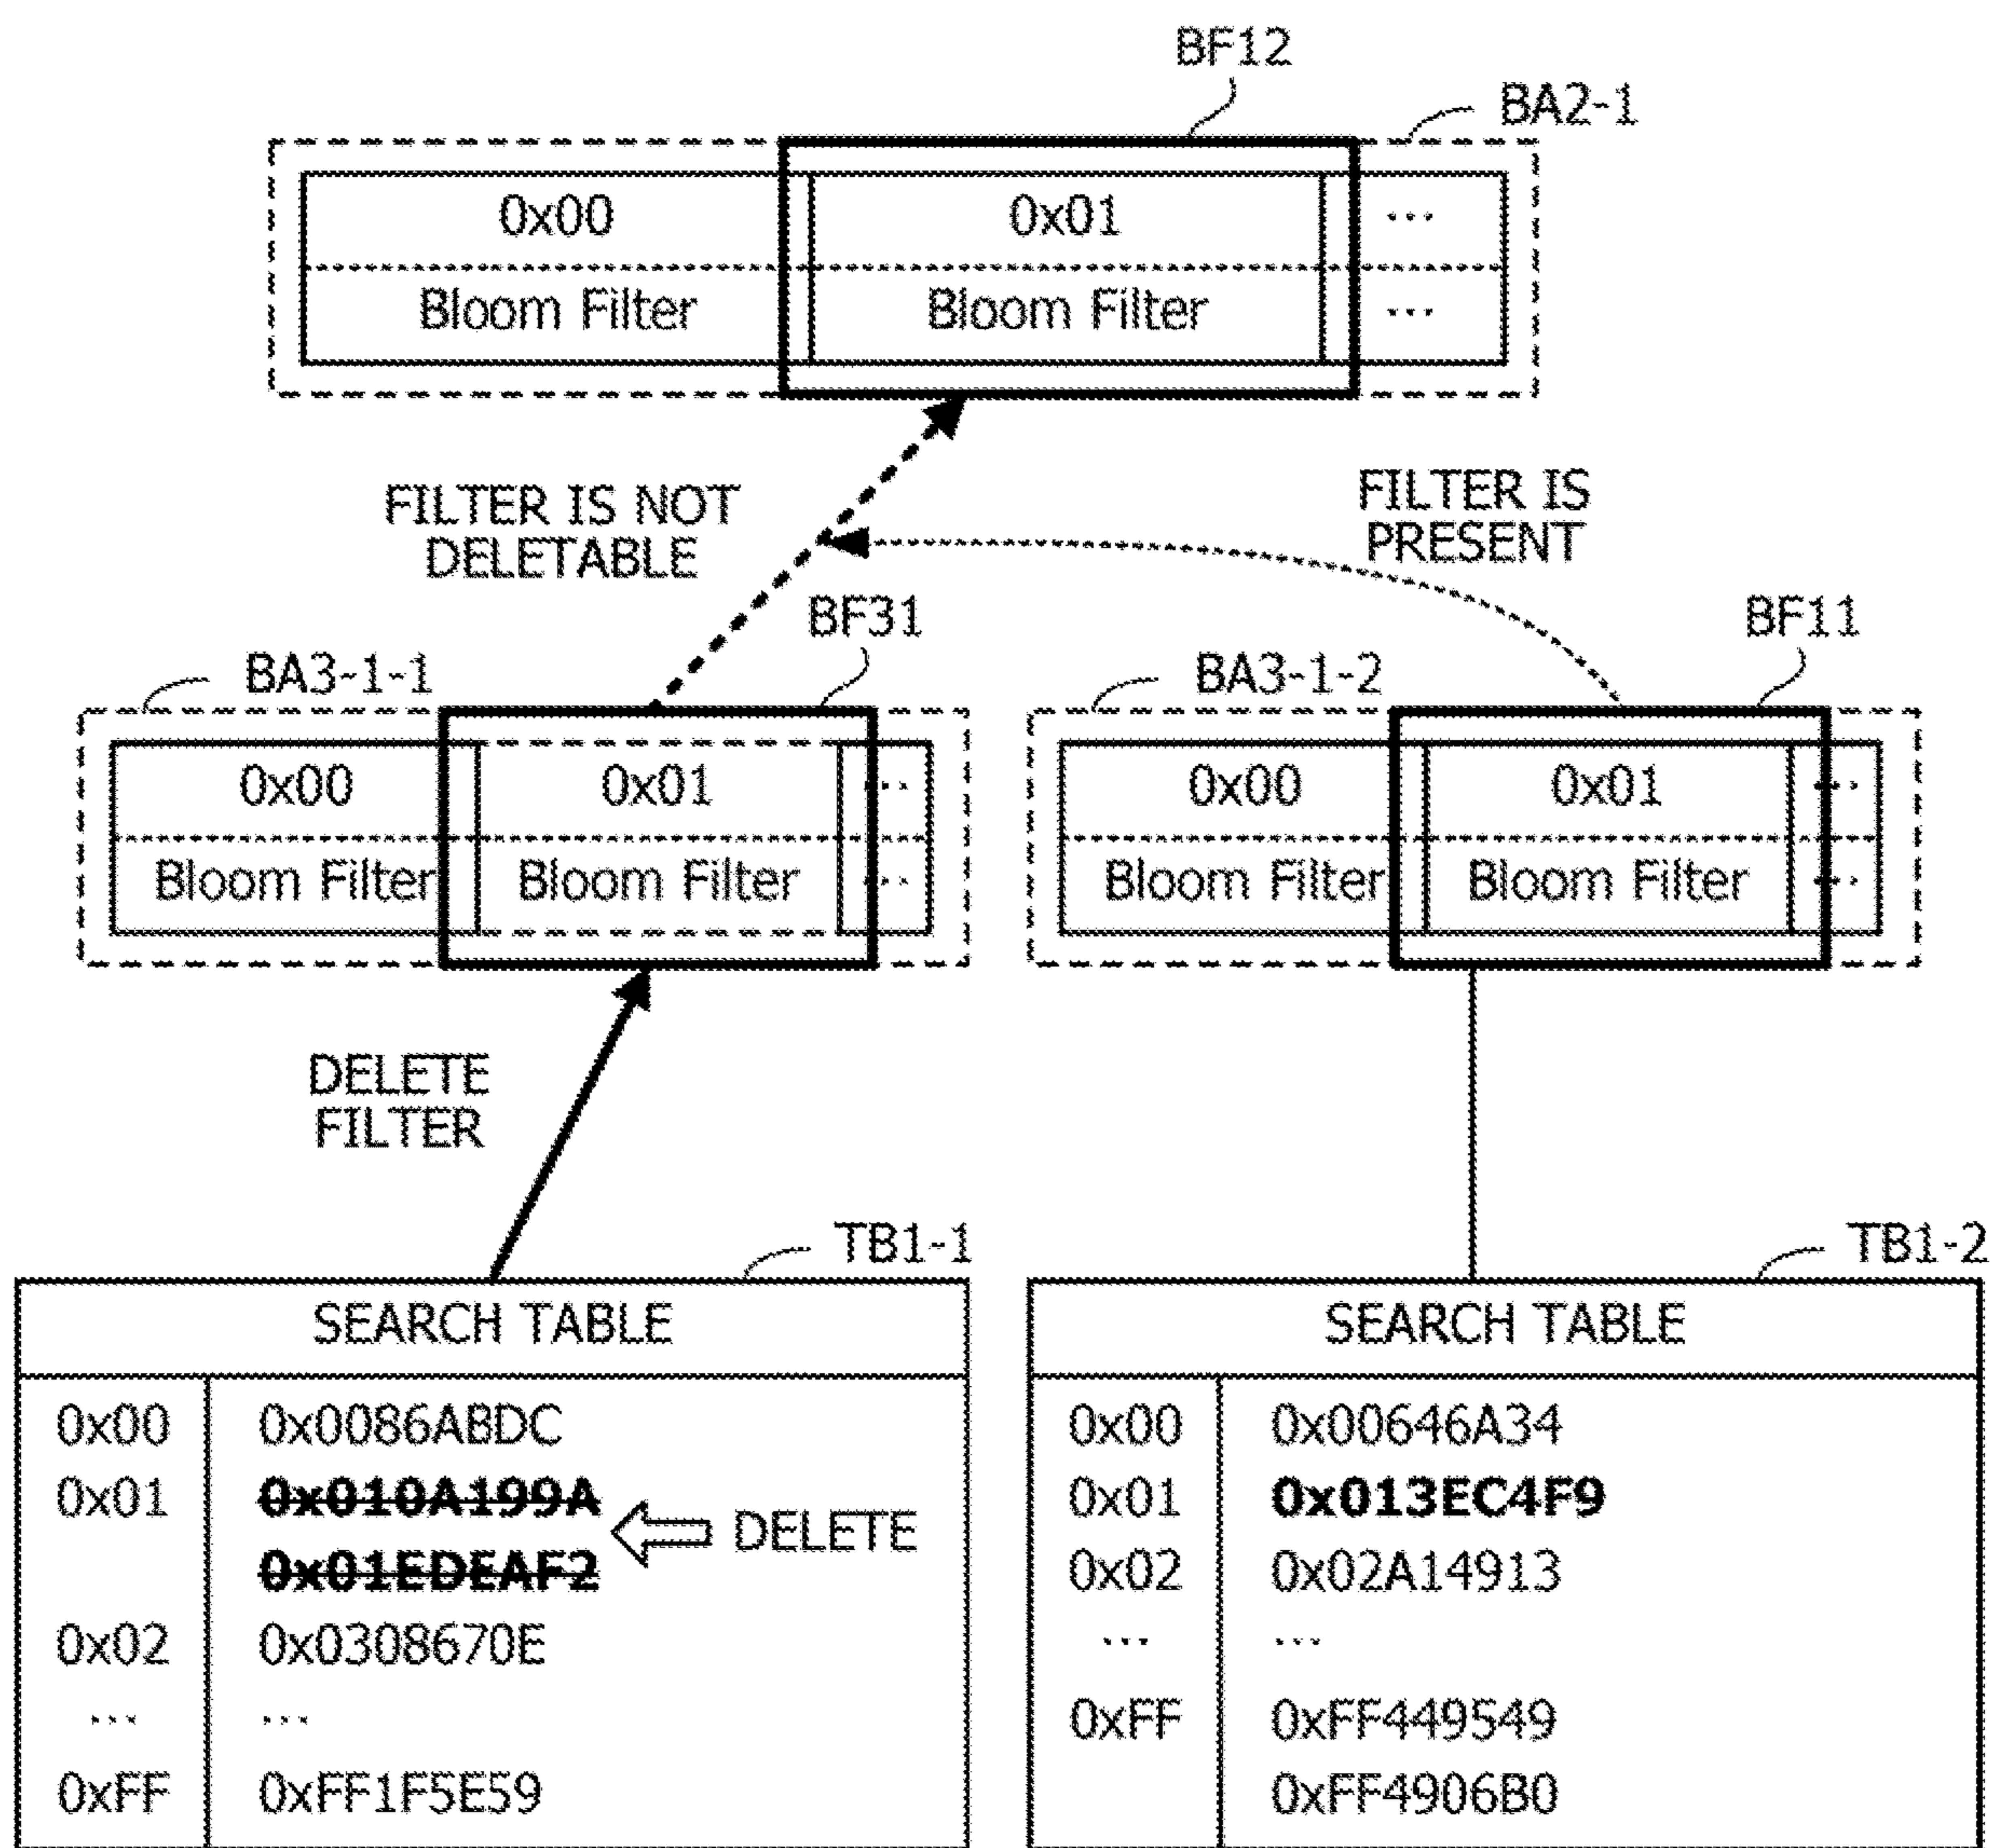 BF12
BA2-1
0x00 0x01 ...
Bloom Filter Bloom Filter ...
FILTER IS NOT
DELETABLE
FILTER IS
PRESENT
BF31
BF11
BA3-1-1
BA3-1-2
0x00 0x01 ...
Bloom Filter Bloom Filter ...
0x00 0x01 ...
Bloom Filter Bloom Filter ...
DELETE
FILTER
TB1-1
SEARCH TABLE
0x00 0x0086ABDC
0x01 0x010A199A
0x01EDEAF2
DELETE
0x02 0x0308670E
... ...
0xFF 0xFF1F5E59
TB1-2
SEARCH TABLE
0x00 0x00646A34
0x01 0x013EC4F9
0x02 0x02A14913
... ...
0xFF 0xFF449549
0xFF4906B0